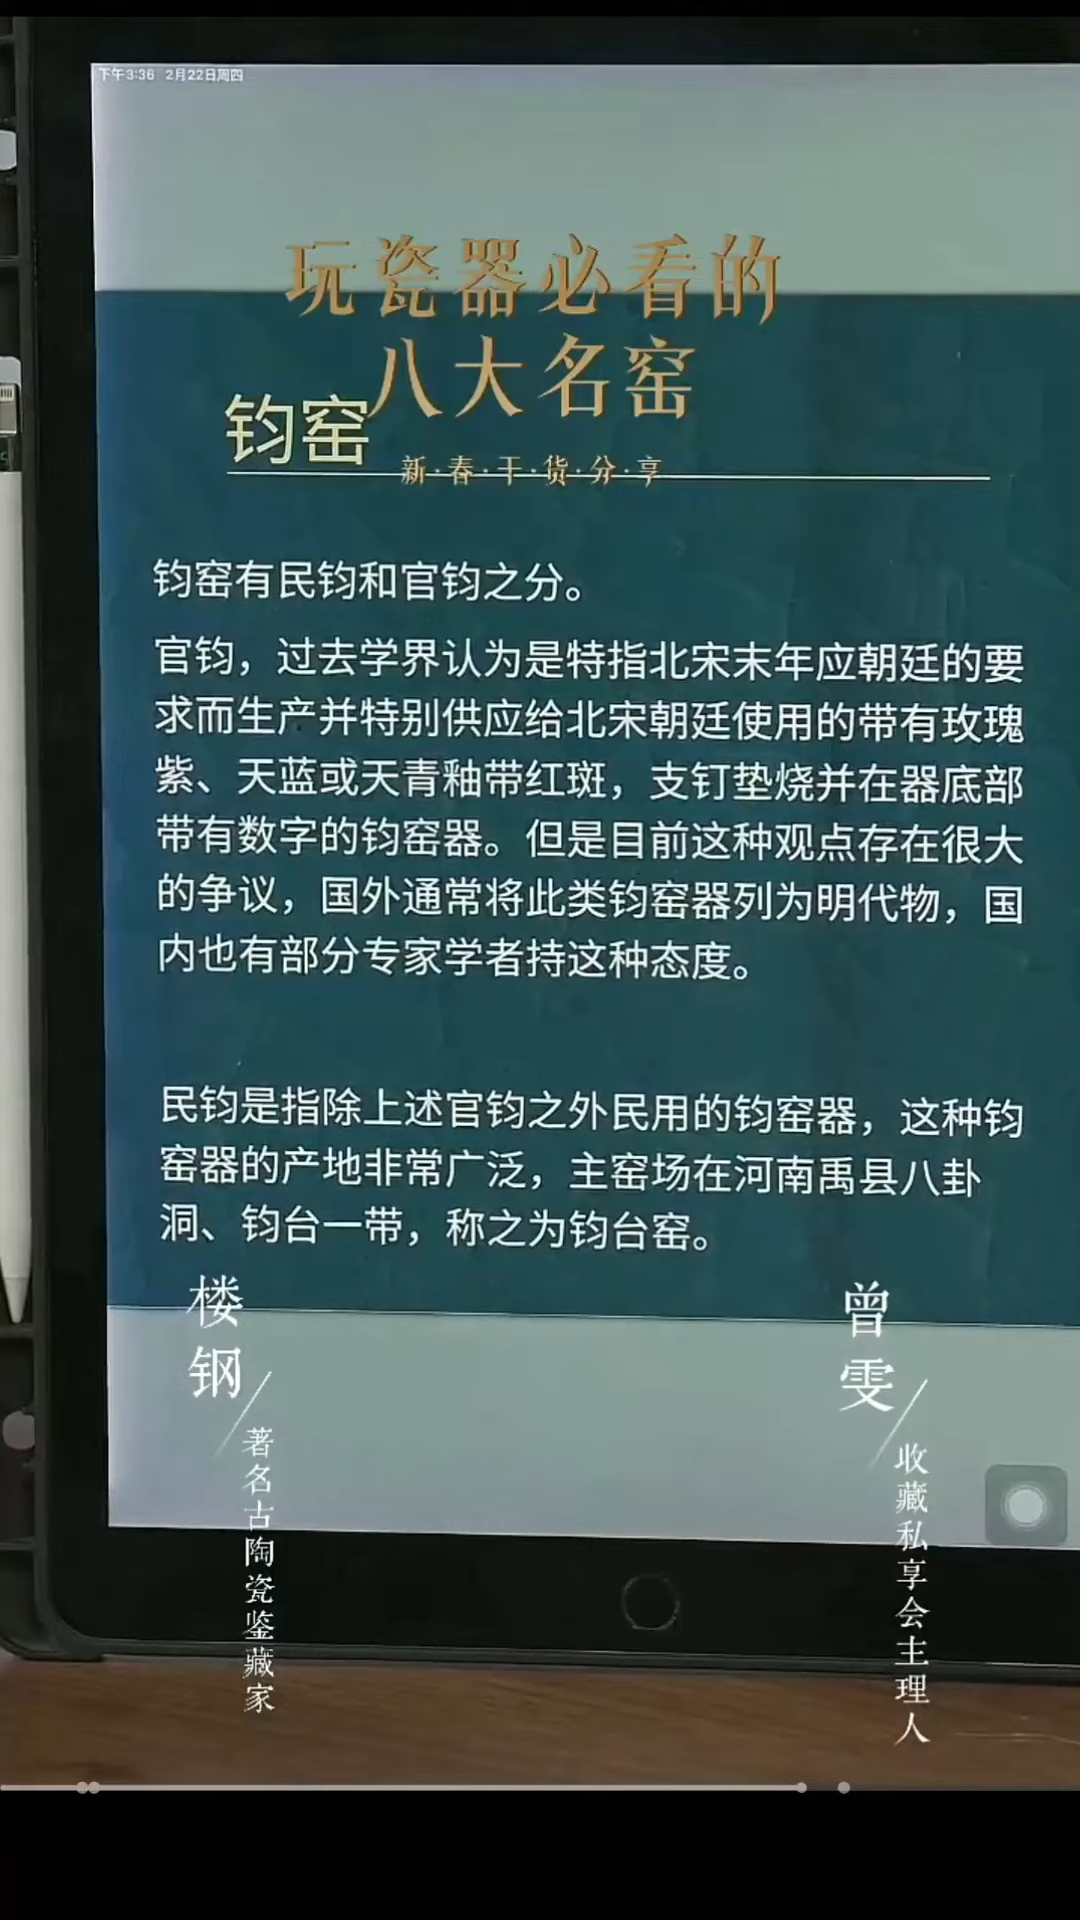 下午3:36 2月22日周四
玩瓷器必看的
八大名窑
钧窑
新·春·干·货·分·享
钧窑有民钧和官钧之分。
官钧，过去学界认为是特指北宋末年应朝廷的要
求而生产并特别供应给北宋朝廷使用的带有玫瑰
紫、天蓝或天青釉带红斑，支钉垫烧并在器底部
带有数字的钧窑器。但是目前这种观点存在很大
的争议，国外通常将此类钧窑器列为明代物，国
内也有部分专家学者持这种态度。
民钧是指除上述官钧之外民用的钧窑器，这种钧
窑器的产地非常广泛，主窑场在河南禹县八卦
洞、钧台一带，称之为钧台窑。
楼钢
著名古陶瓷鉴藏家
曾雯
收藏私享会主理人